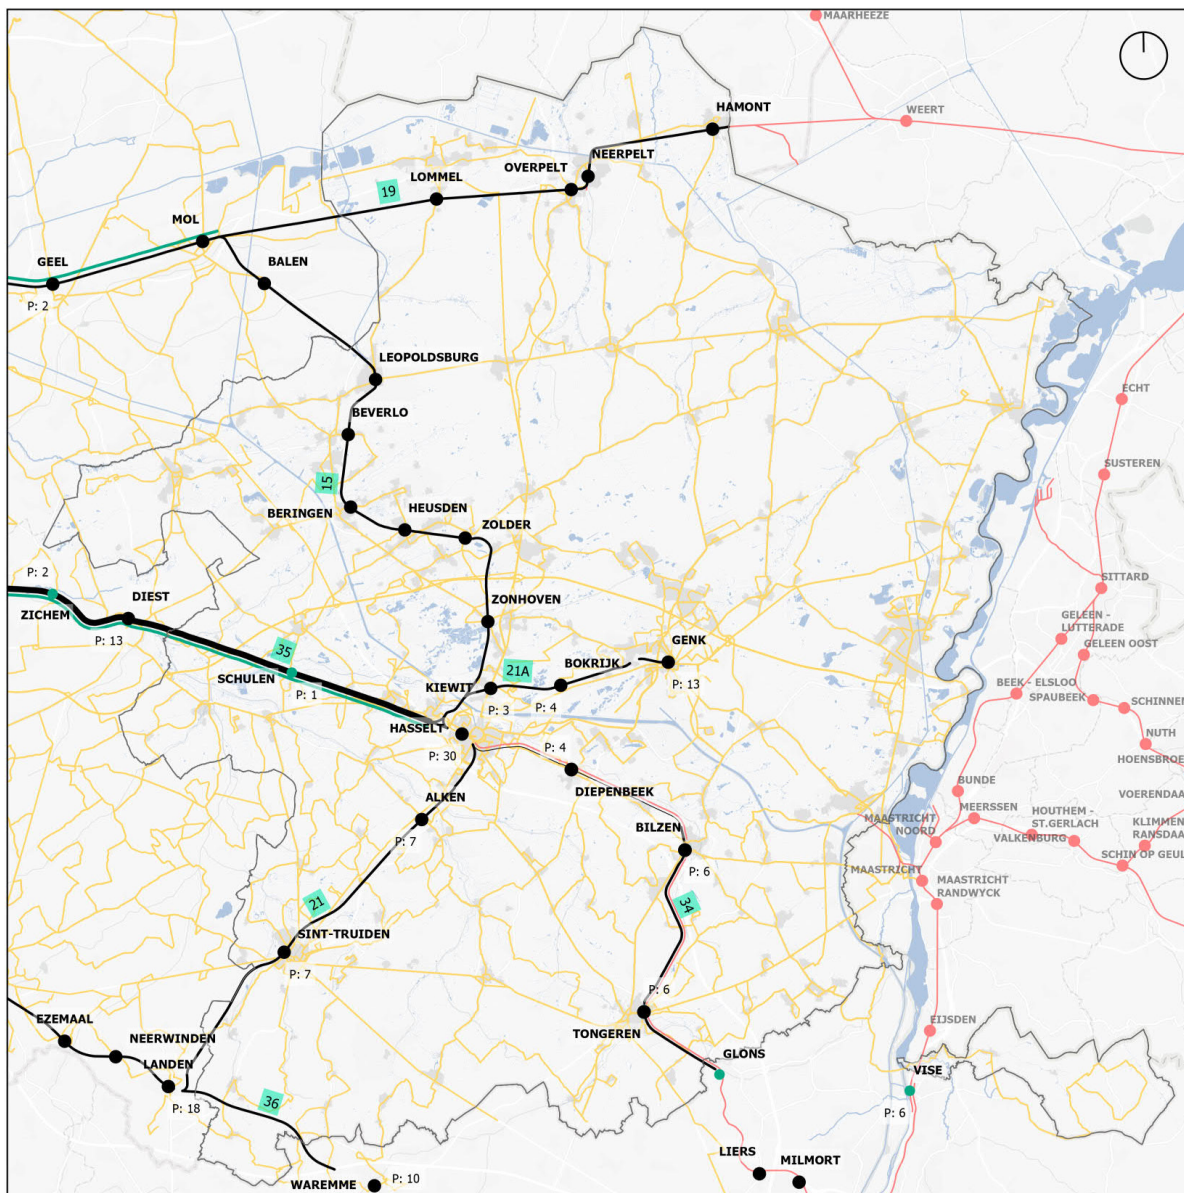 MAARHEEZE
HAMONT
WEERT
NEERPELT
OVERPELT
LOMMEL
19
MOL
GEEL
BALEN
P: 2
LEOPOLDSBURG
ECHT
BEVERLO
SUSTEREN
15
BERINGEN
HEUSDEN
ZOLDER
P: 2
SITTARD
ZICHEM
DIEST
ZONHOVEN
GELEEN -
LUTTERADE
P: 13
GENK
GELEEN OOST
35
SCHULEN
21A
BOKRIJK
KIEWIT
P: 13
BEEK - ELSLOO
P: 1
SPAUBEEK
SCHINNEN
P: 3
P: 4
HASSELT
NUTH
P: 30
P: 4
HOENSBROE
DIEPENBEEK
BUNDE
ALKEN
VOERENDAA
MEERSSEN
HOUTHEM -
ST.GERLACH
MAASTRICHT
NOORD
BILZEN
VALKENBURG
KLIMMEN
RANSDAA
P: 7
SCHIN OP GEUL
P: 6
MAASTRICHT
MAASTRICHT
RANDWYCK
21
34
SINT-TRUIDEN
P: 7
P: 6
EZEMAAL
TONGEREN
EIJSDEN
NEERWINDEN
GLONS
LANDEN
VISE
P: 18
36
P: 6
LIERS
MILMORT
WAREMME
P: 10